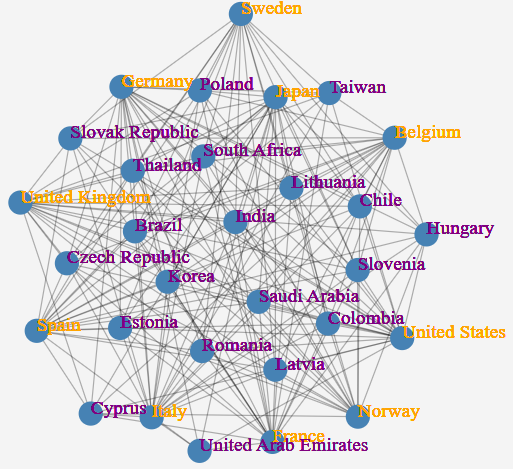 Sweden
Germany
Poland
Japan
Taiwan
Slovak Republic
Belgium
South Africa
Thailand
Lithuania
United Kingdom
Chile
Brazil
India
Hungary
Czech Republic
Korea
Slovenia
Saudi Arabia
Spain
Estonia
Colombia
United States
Romania
Latvia
Cyprus
Italy
Norway
France
United Arab Emirates